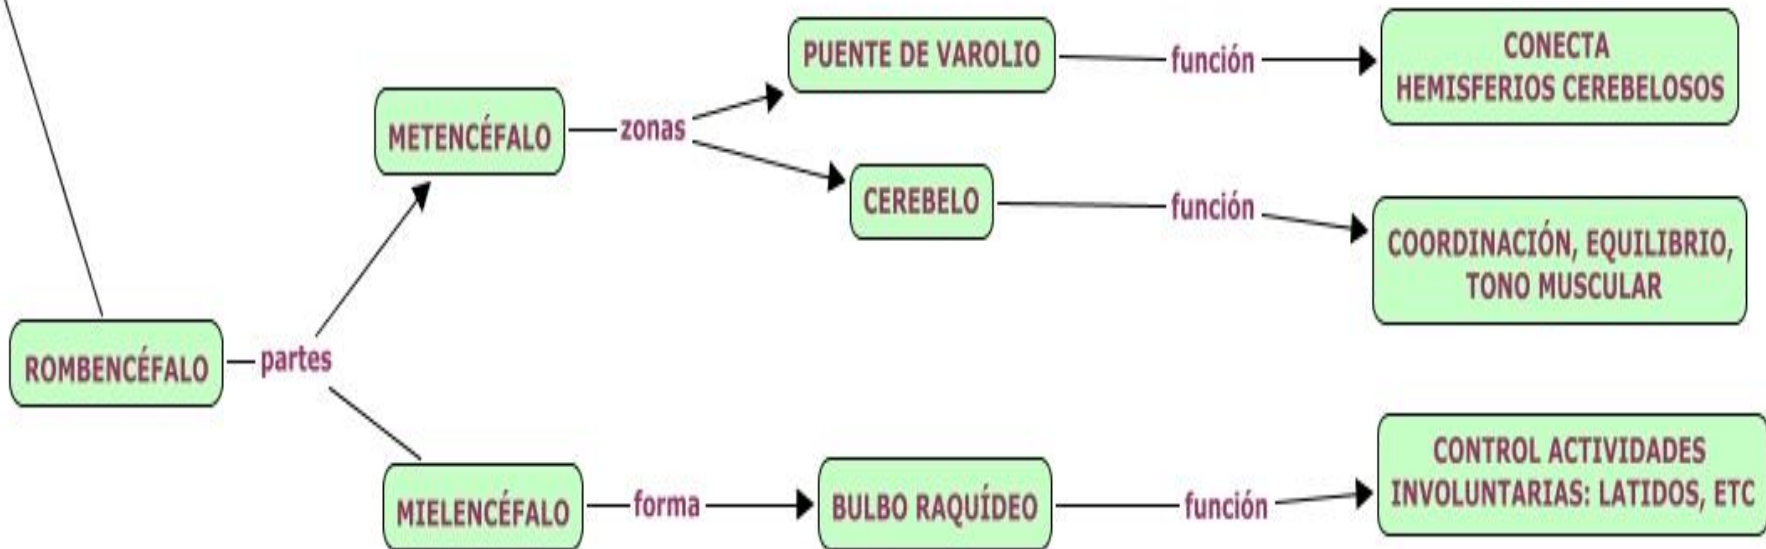 ROMBENCÉFALO
partes
METENCÉFALO
zonas
PUENTE DE VAROLIO
función
CONECTA
HEMISFERIOS CEREBELOSOS
CEREBELO
función
COORDINACIÓN, EQUILIBRIO,
TONO MUSCULAR
MIELENCÉFALO
forma
BULBO RAQUÍDEO
función
CONTROL ACTIVIDADES
INVOLUNTARIAS: LATIDOS, ETC